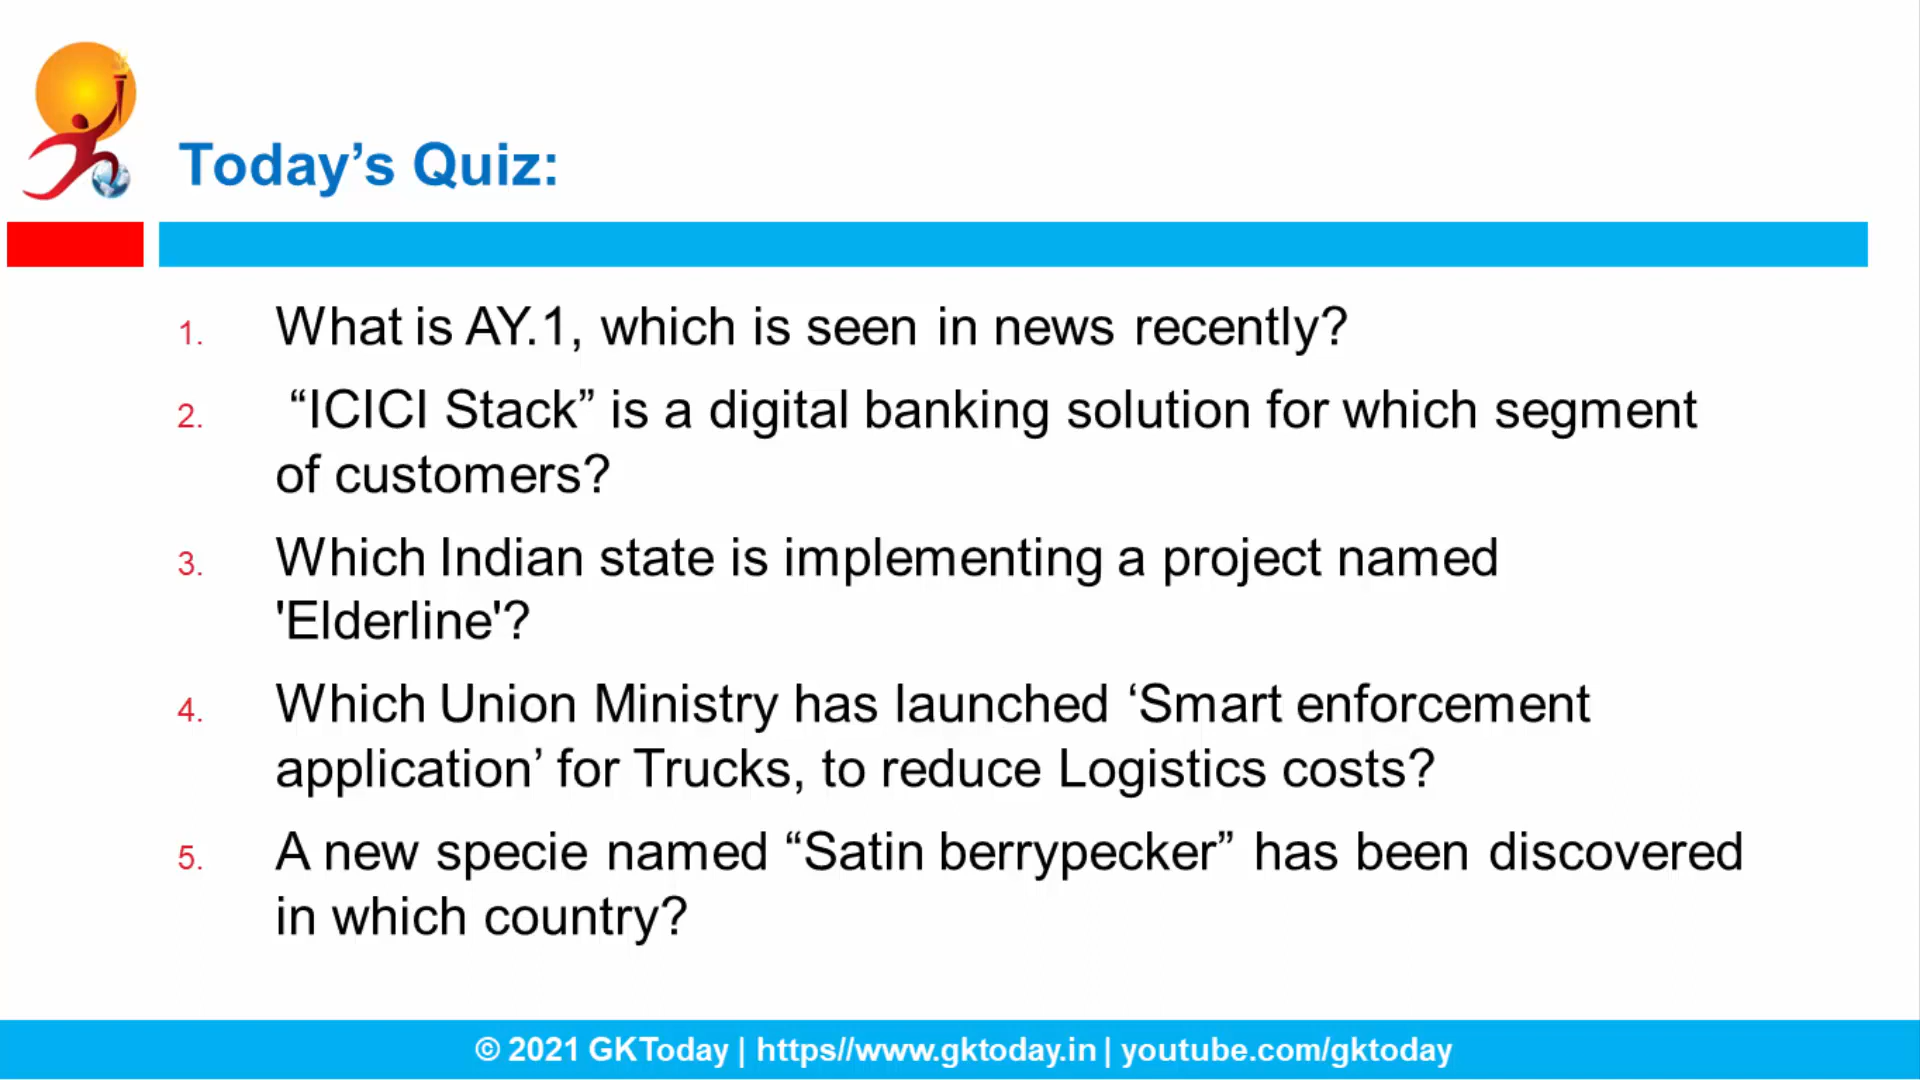 Today’s Quiz:
1. What is AY.1, which is seen in news recently?
2. “ICICI Stack” is a digital banking solution for which segment
of customers?
3. Which Indian state is implementing a project named
'Elderline'?
4. Which Union Ministry has launched ‘Smart enforcement
application’ for Trucks, to reduce Logistics costs?
5. A new specie named “Satin berrypecker” has been discovered
in which country?
© 2021 GKToday | https//www.gktoday.in | youtube.com/gktoday